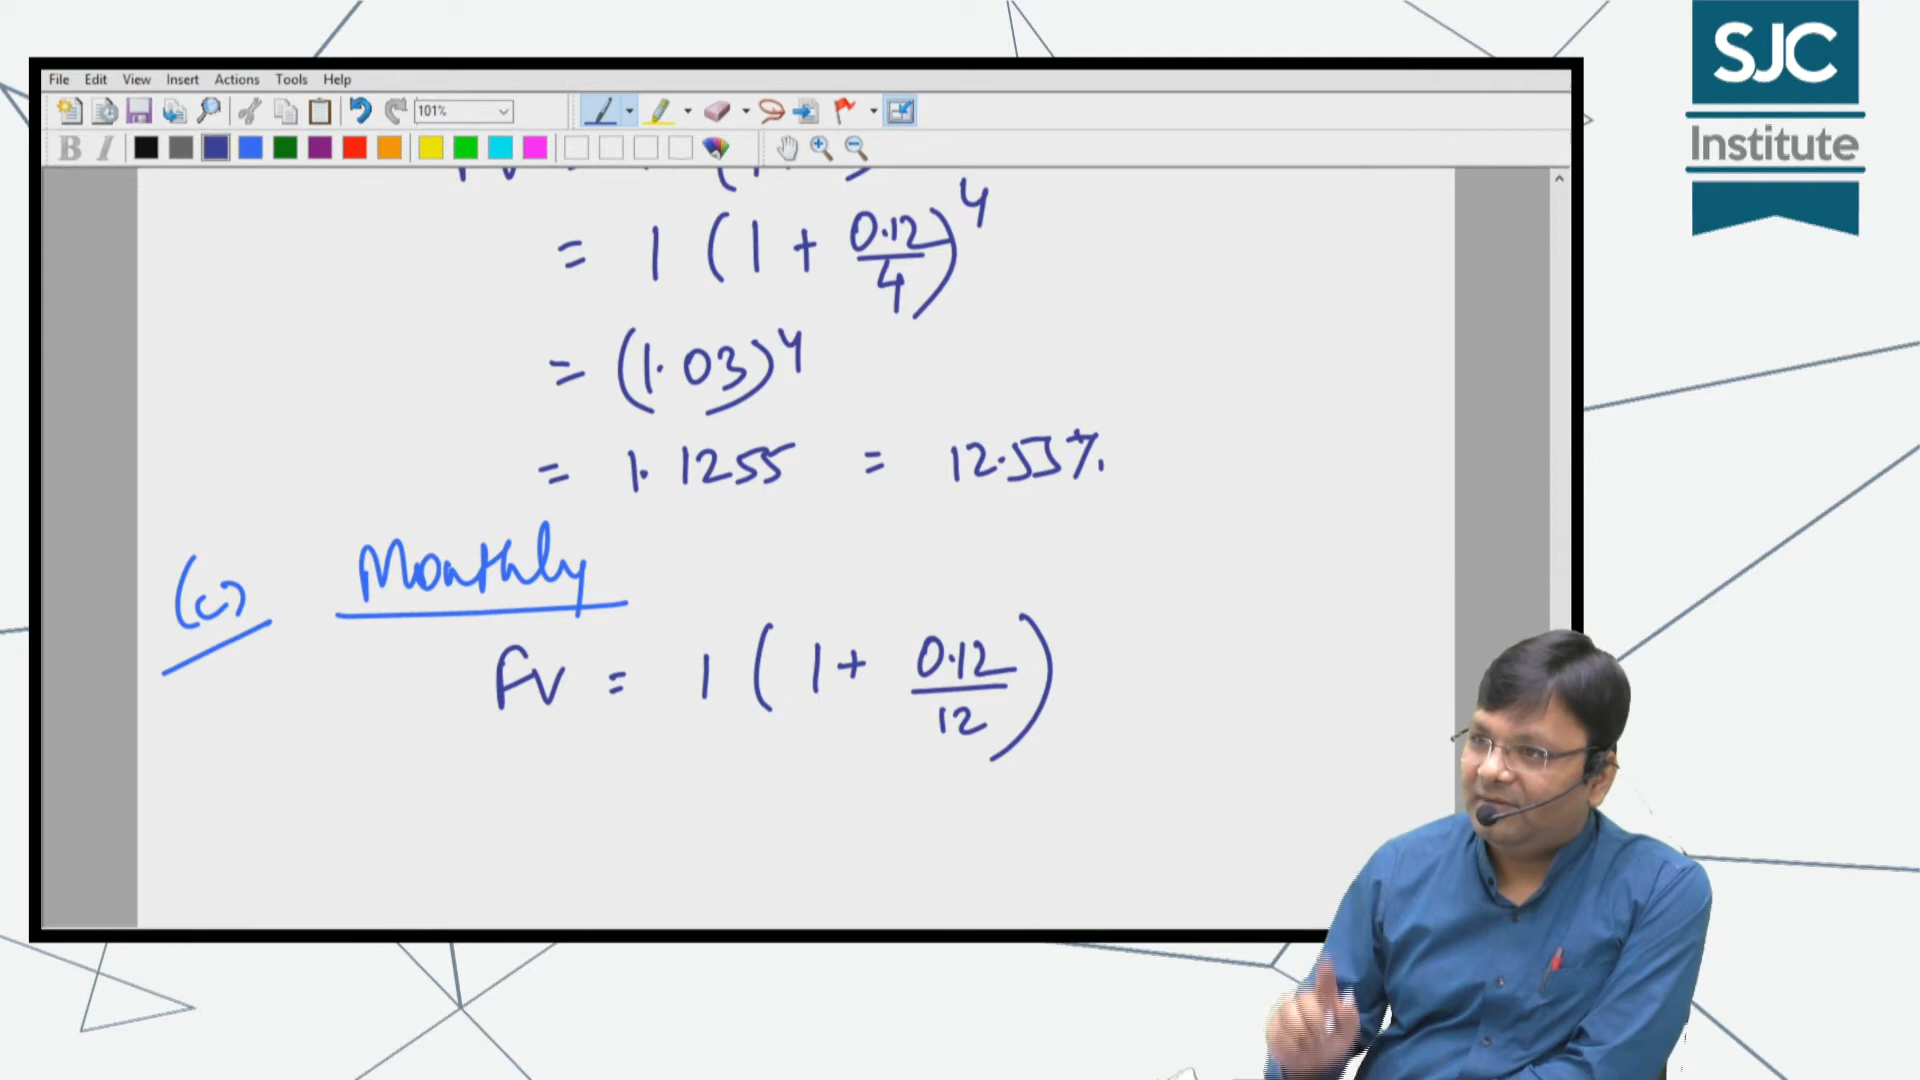 SJC
Institute
File Edit View Insert Actions Tools Help
101%
B I
= 1 ( 1 + 0.12/4 )^4
= (1.03)^4
= 1.1255 = 12.55%
(c) Monthly
FV = 1 ( 1 + 0.12/12 )